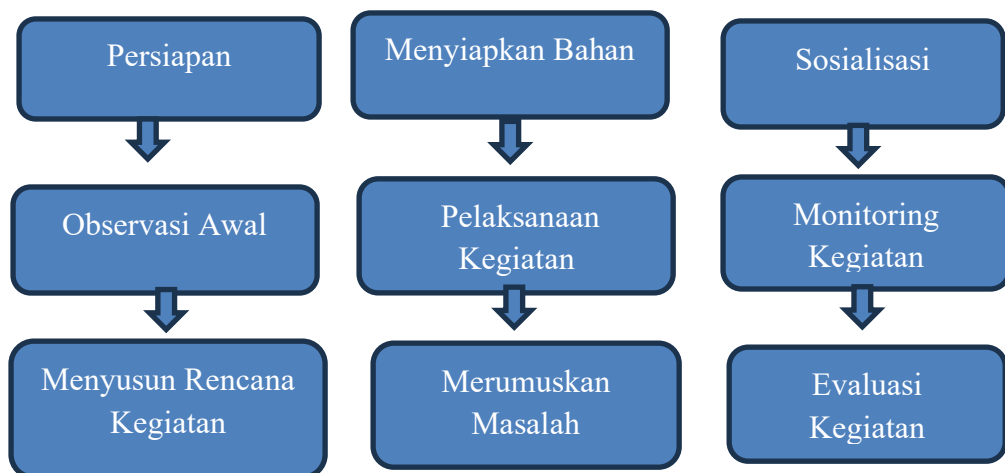 Persiapan
Observasi Awal
Menyusun Rencana
Kegiatan
Menyiapkan Bahan
Pelaksanaan
Kegiatan
Merumuskan
Masalah
Sosialisasi
Monitoring
Kegiatan
Evaluasi
Kegiatan